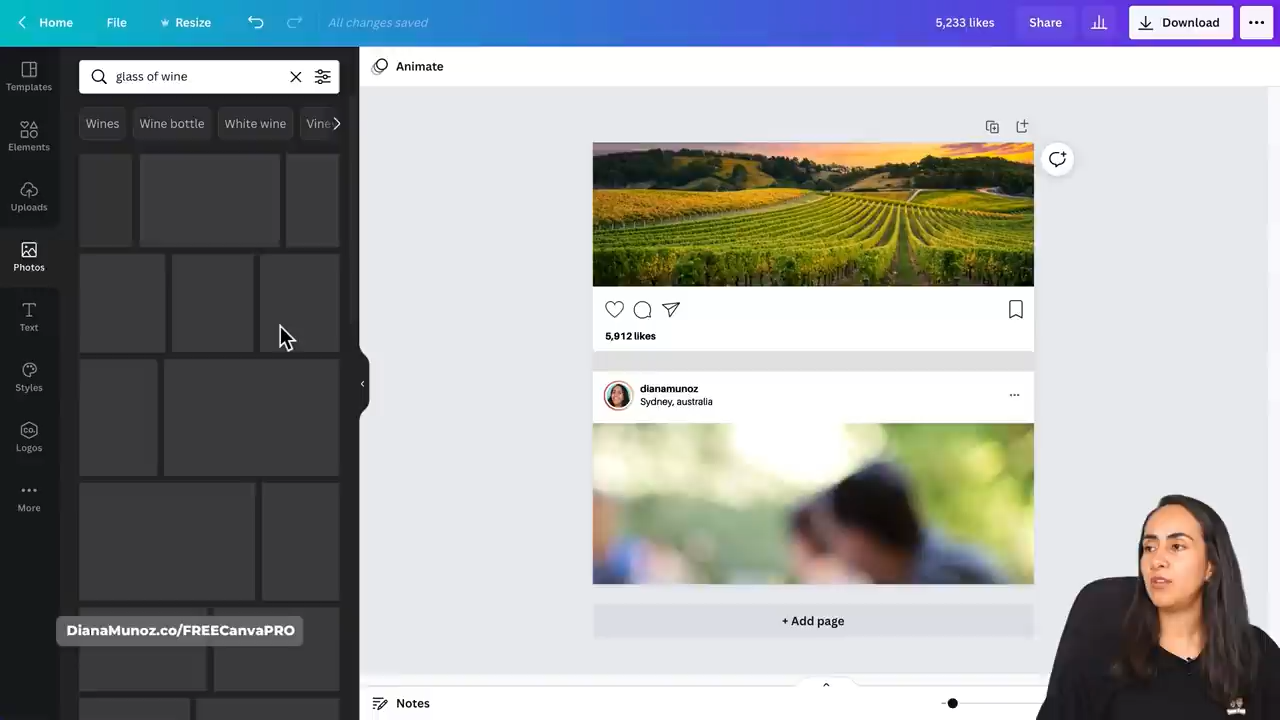 Home
File
Resize
All changes saved
5,233 likes
Share
Download
Templates
Elements
Uploads
Photos
Text
Styles
CO.
Logos
More
glass of wine
Wines
Wine bottle
White wine
Vine
Animate
5,912 likes
dianamunoz
Sydney, australia
+ Add page
DianaMunoz.co/FREECanvaPRO
Notes